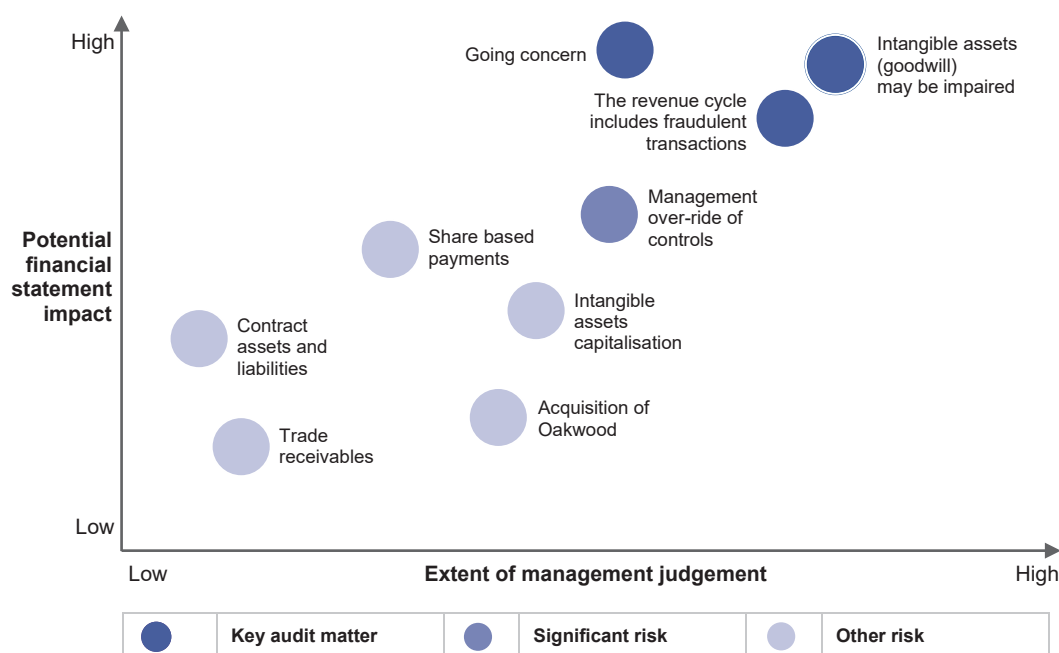 High
Going concern
Intangible assets
(goodwill)
may be impaired
The revenue cycle
includes fraudulent
transactions
Management
over-ride of
controls
Share based
payments
Potential
financial
statement
impact
Intangible
assets
capitalisation
Contract
assets and
liabilities
Acquisition of
Oakwood
Trade
receivables
Low
Low
Extent of management judgement
High
Key audit matter
Significant risk
Other risk